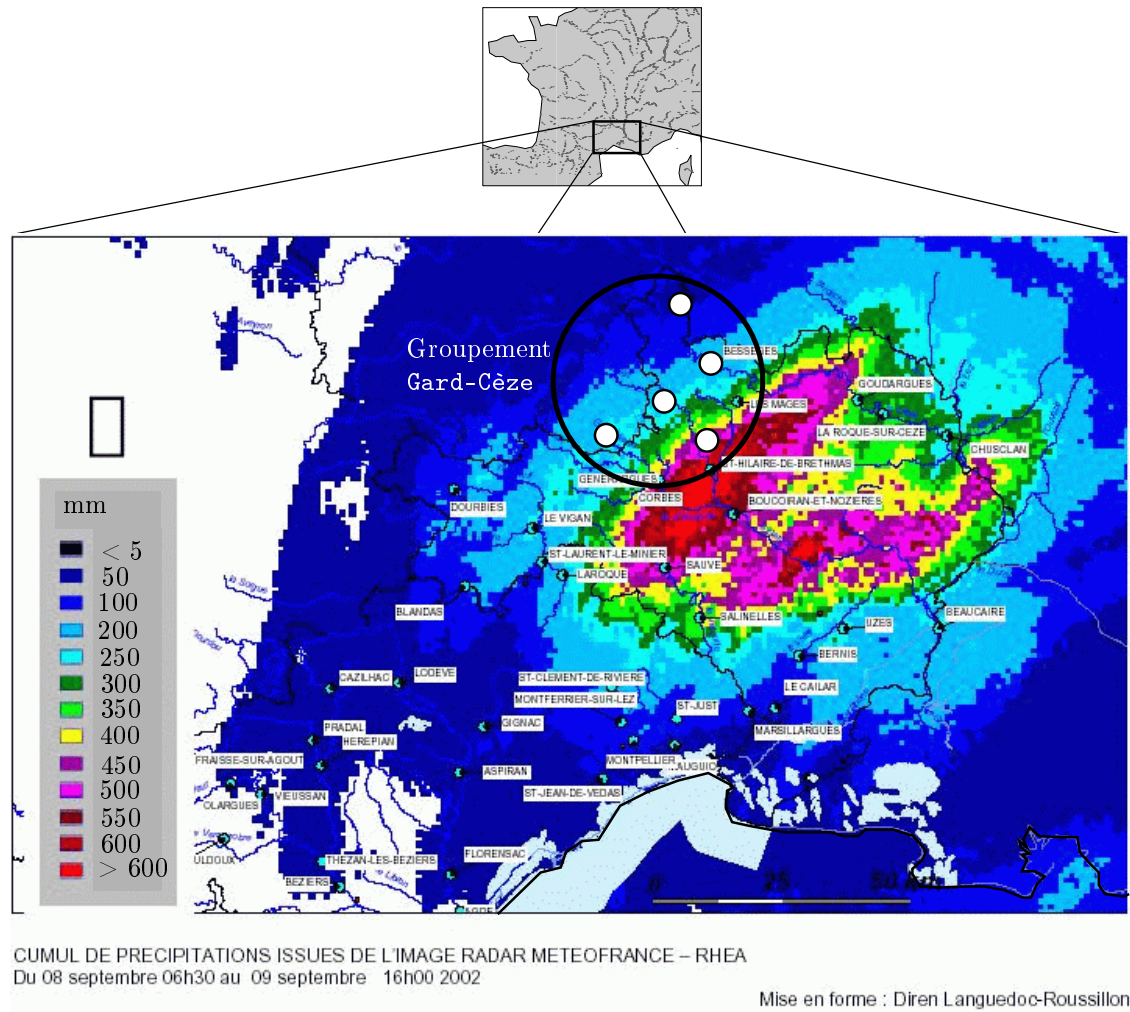 Groupement
Gard-Cèze
BESSEGES
GOUDARGUES
LES MAGES
LA ROQUE-SUR-CEZE
CHUSCLAN
ST-HILAIRE-DE-BRETHMAS
GENERARGUES
CORBES
BOUCOIRAN-ET-NOZIERES
DOURBIES
LE VIGAN
ST-LAURENT-LE-MINIER
SAUVE
LAROQUE
BLANDAS
SALINELLES
UZES
BEAUCAIRE
BERNIS
CAZILHAC
LODEVE
ST-CLEMENT-DE-RIVIERE
LE CAILAR
MONTFERRIER-SUR-LEZ
ST-JUST
GIGNAC
MARSILLARGUES
PRADAL
HEREPIAN
FRAISSE-SUR-AGOUT
MONTPELLIER
AUGUIO
ASPIRAN
ST-JEAN-DE-VEDAS
VIEUSSAN
OLARGUES
FLORENSAC
THEZAN-LES-BEZIERS
BEZIERS
mm
< 5
50
100
200
250
300
350
400
450
500
550
600
> 600
0 25 50 Km
CUMUL DE PRECIPITATIONS ISSUES DE L'IMAGE RADAR METEOFRANCE – RHEA
Du 08 septembre 06h30 au 09 septembre 16h00 2002
Mise en forme : Diren Languedoc-Roussillon